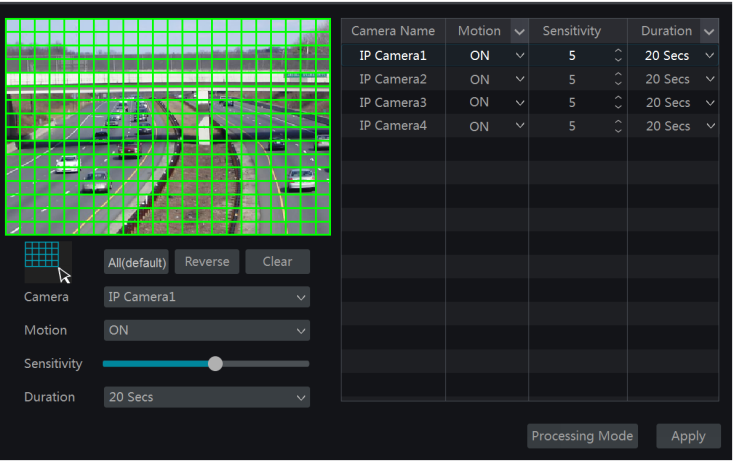 Camera Name Motion Sensitivity Duration
IP Camera1 ON 5 20 Secs
IP Camera2 ON 5 20 Secs
IP Camera3 ON 5 20 Secs
IP Camera4 ON 5 20 Secs
All(default) Reverse Clear
Camera IP Camera1
Motion ON
Sensitivity
Duration 20 Secs
Processing Mode Apply